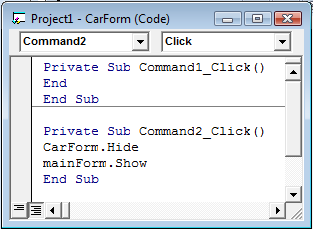 Project1 - CarForm (Code)
Command2 Click
Private Sub Command1_Click()
End
End Sub
Private Sub Command2_Click()
CarForm.Hide
mainForm.Show
End Sub